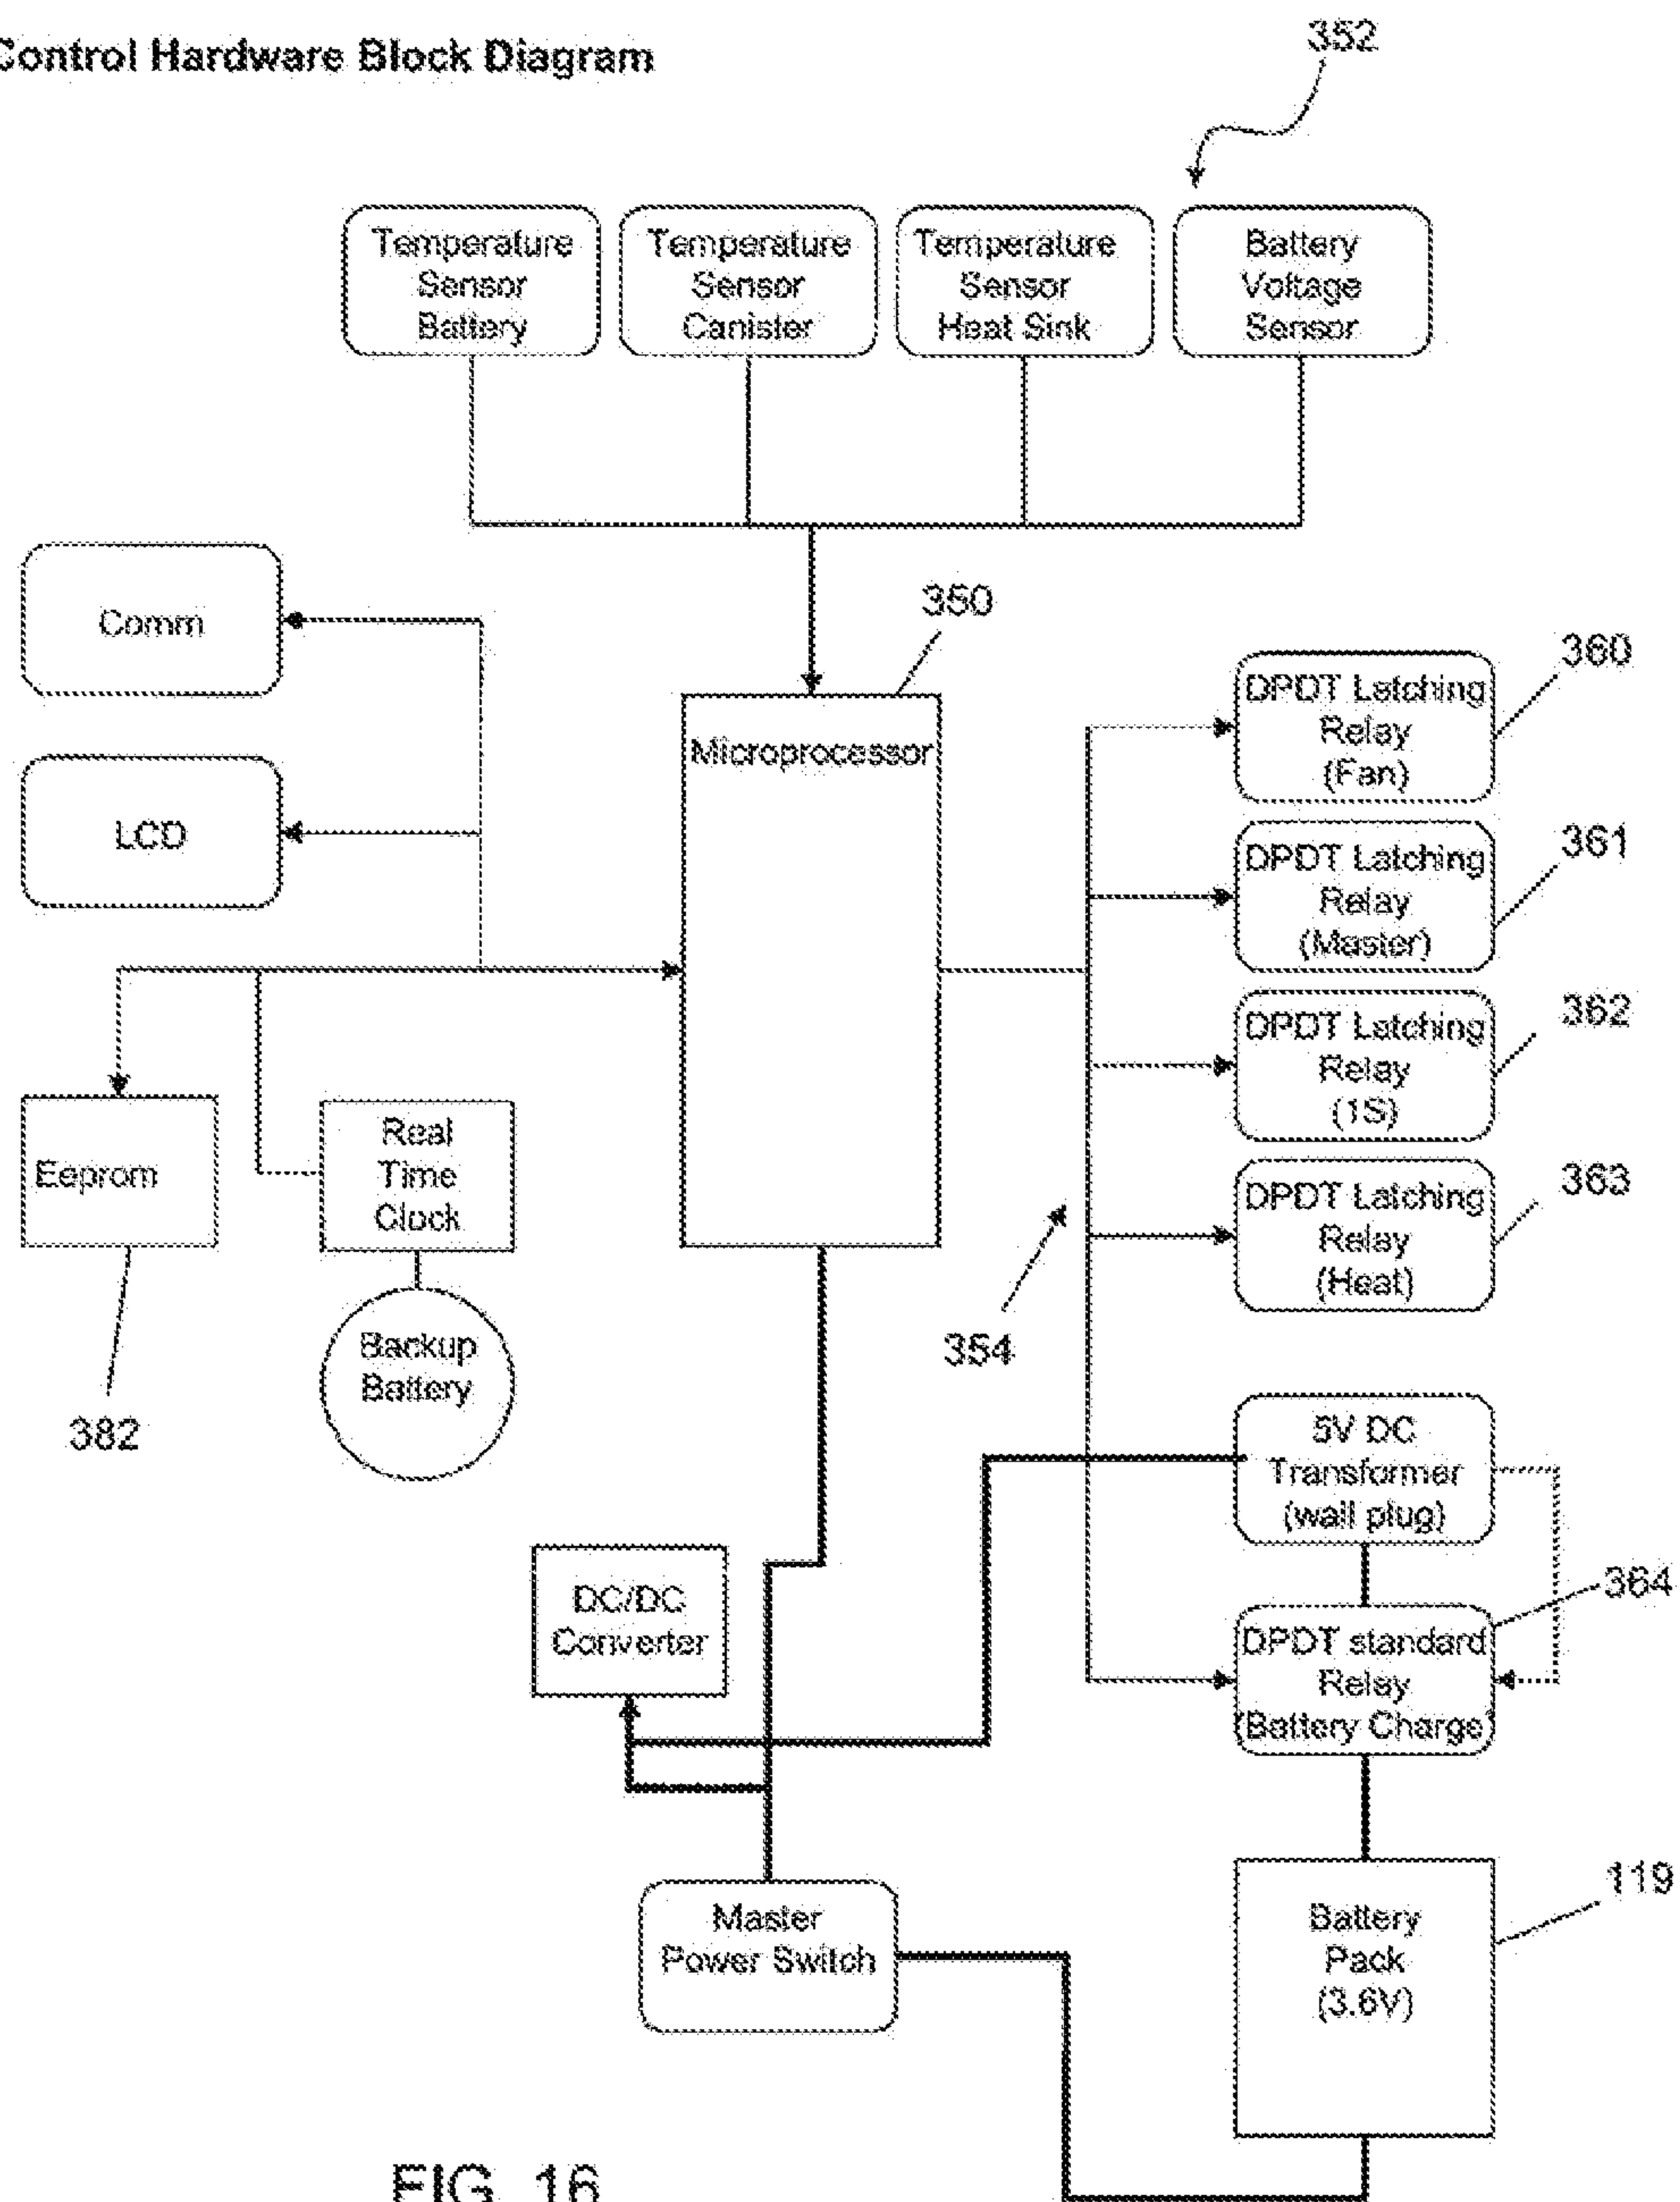 Control Hardware Block Diagram
352
Temperature
Sensor
Battery
Temperature
Sensor
Canister
Temperature
Sensor
Heat Sink
Battery
Voltage
Sensor
Comm
LCD
350
Microprocessor
DPDT Latching
Relay
(Fan)
360
DPDT Latching
Relay
(Master)
361
DPDT Latching
Relay
(1S)
362
DPDT Latching
Relay
(Heat)
363
354
Eeprom
382
Real
Time
Clock
Backup
Battery
5V DC
Transformer
(wall plug)
DC/DC
Converter
364
DPDT standard
Relay
(Battery Charge)
Master
Power Switch
Battery
Pack
(3.6V)
119
FIG. 16